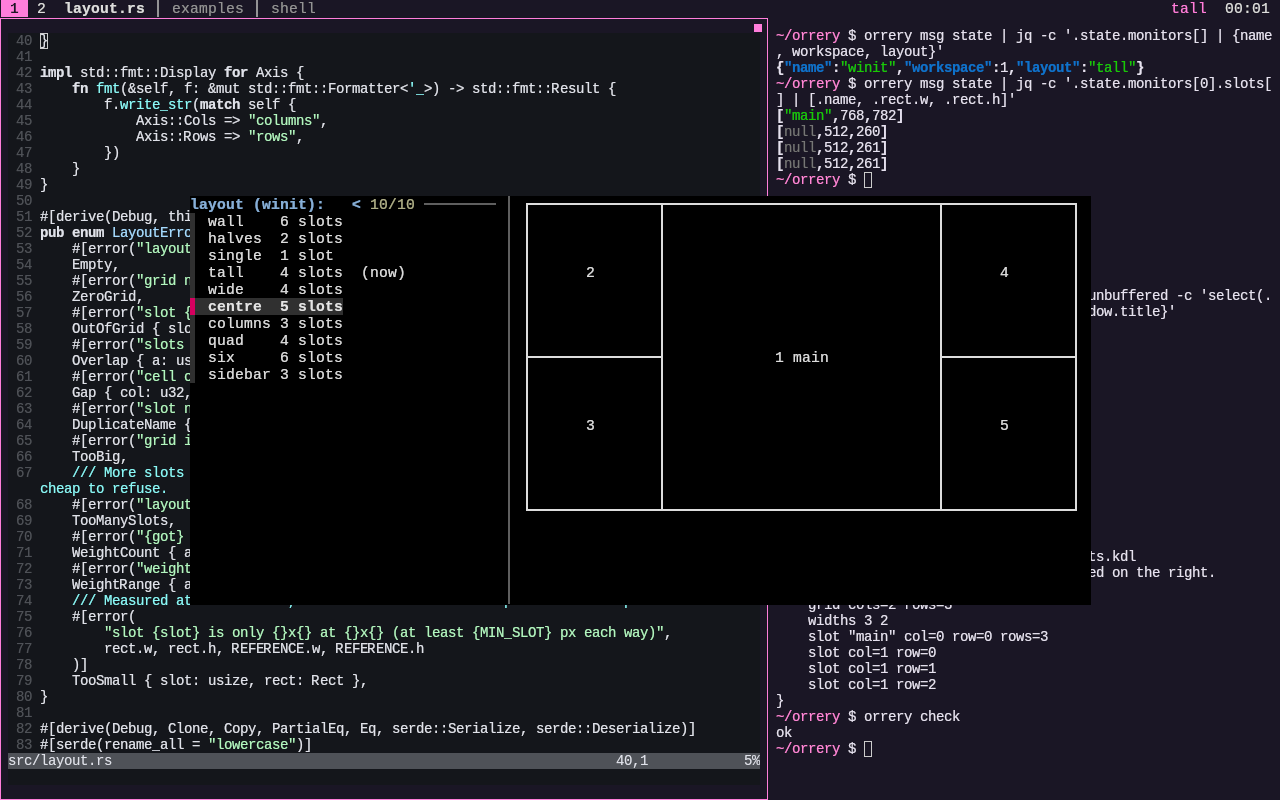 1 2 layout.rs | examples | shell tall 00:01
40 }
41
42 impl std::fmt::Display for Axis {
43     fn fmt(&self, f: &mut std::fmt::Formatter<'_>) -> std::fmt::Result {
44         f.write_str(match self {
45             Axis::Cols => "columns",
46             Axis::Rows => "rows",
47         })
48     }
49 }
50
51 #[derive(Debug, thi
52 pub enum LayoutErro
53     #[error("layout
54     Empty,
55     #[error("grid n
56     ZeroGrid,
57     #[error("slot {
58     OutOfGrid { slo
59     #[error("slots
60     Overlap { a: us
61     #[error("cell c
62     Gap { col: u32,
63     #[error("slot n
64     DuplicateName {
65     #[error("grid i
66     TooBig,
67     /// More slots
cheap to refuse.
68     #[error("layout
69     TooManySlots,
70     #[error("{got}
71     WeightCount { a
72     #[error("weight
73     WeightRange { a
74     /// Measured at
75     #[error(
76         "slot {slot} is only {}x{} at {}x{} (at least {MIN_SLOT} px each way)",
77         rect.w, rect.h, REFERENCE.w, REFERENCE.h
78     )]
79     TooSmall { slot: usize, rect: Rect },
80 }
81
82 #[derive(Debug, Clone, Copy, PartialEq, Eq, serde::Serialize, serde::Deserialize)]
83 #[serde(rename_all = "lowercase")]
src/layout.rs 40,1 5%
~/orrery $ orrery msg state | jq -c '.state.monitors[] | {name
, workspace, layout}'
{"name":"winit","workspace":1,"layout":"tall"}
~/orrery $ orrery msg state | jq -c '.state.monitors[0].slots[
] | [.name, .rect.w, .rect.h]'
["main",768,782]
[null,512,260]
[null,512,261]
[null,512,261]
~/orrery $
layout (winit):   < 10/10
wall    6 slots
halves  2 slots
single  1 slot
tall    4 slots  (now)
wide    4 slots
centre  5 slots
columns 3 slots
quad    4 slots
six     6 slots
sidebar 3 slots
2
4
1 main
3
5
unbuffered -c 'select(.
dow.title}'
ts.kdl
ed on the right.
    grid cols=2 rows=3
    widths 3 2
    slot "main" col=0 row=0 rows=3
    slot col=1 row=0
    slot col=1 row=1
    slot col=1 row=2
}
~/orrery $ orrery check
ok
~/orrery $